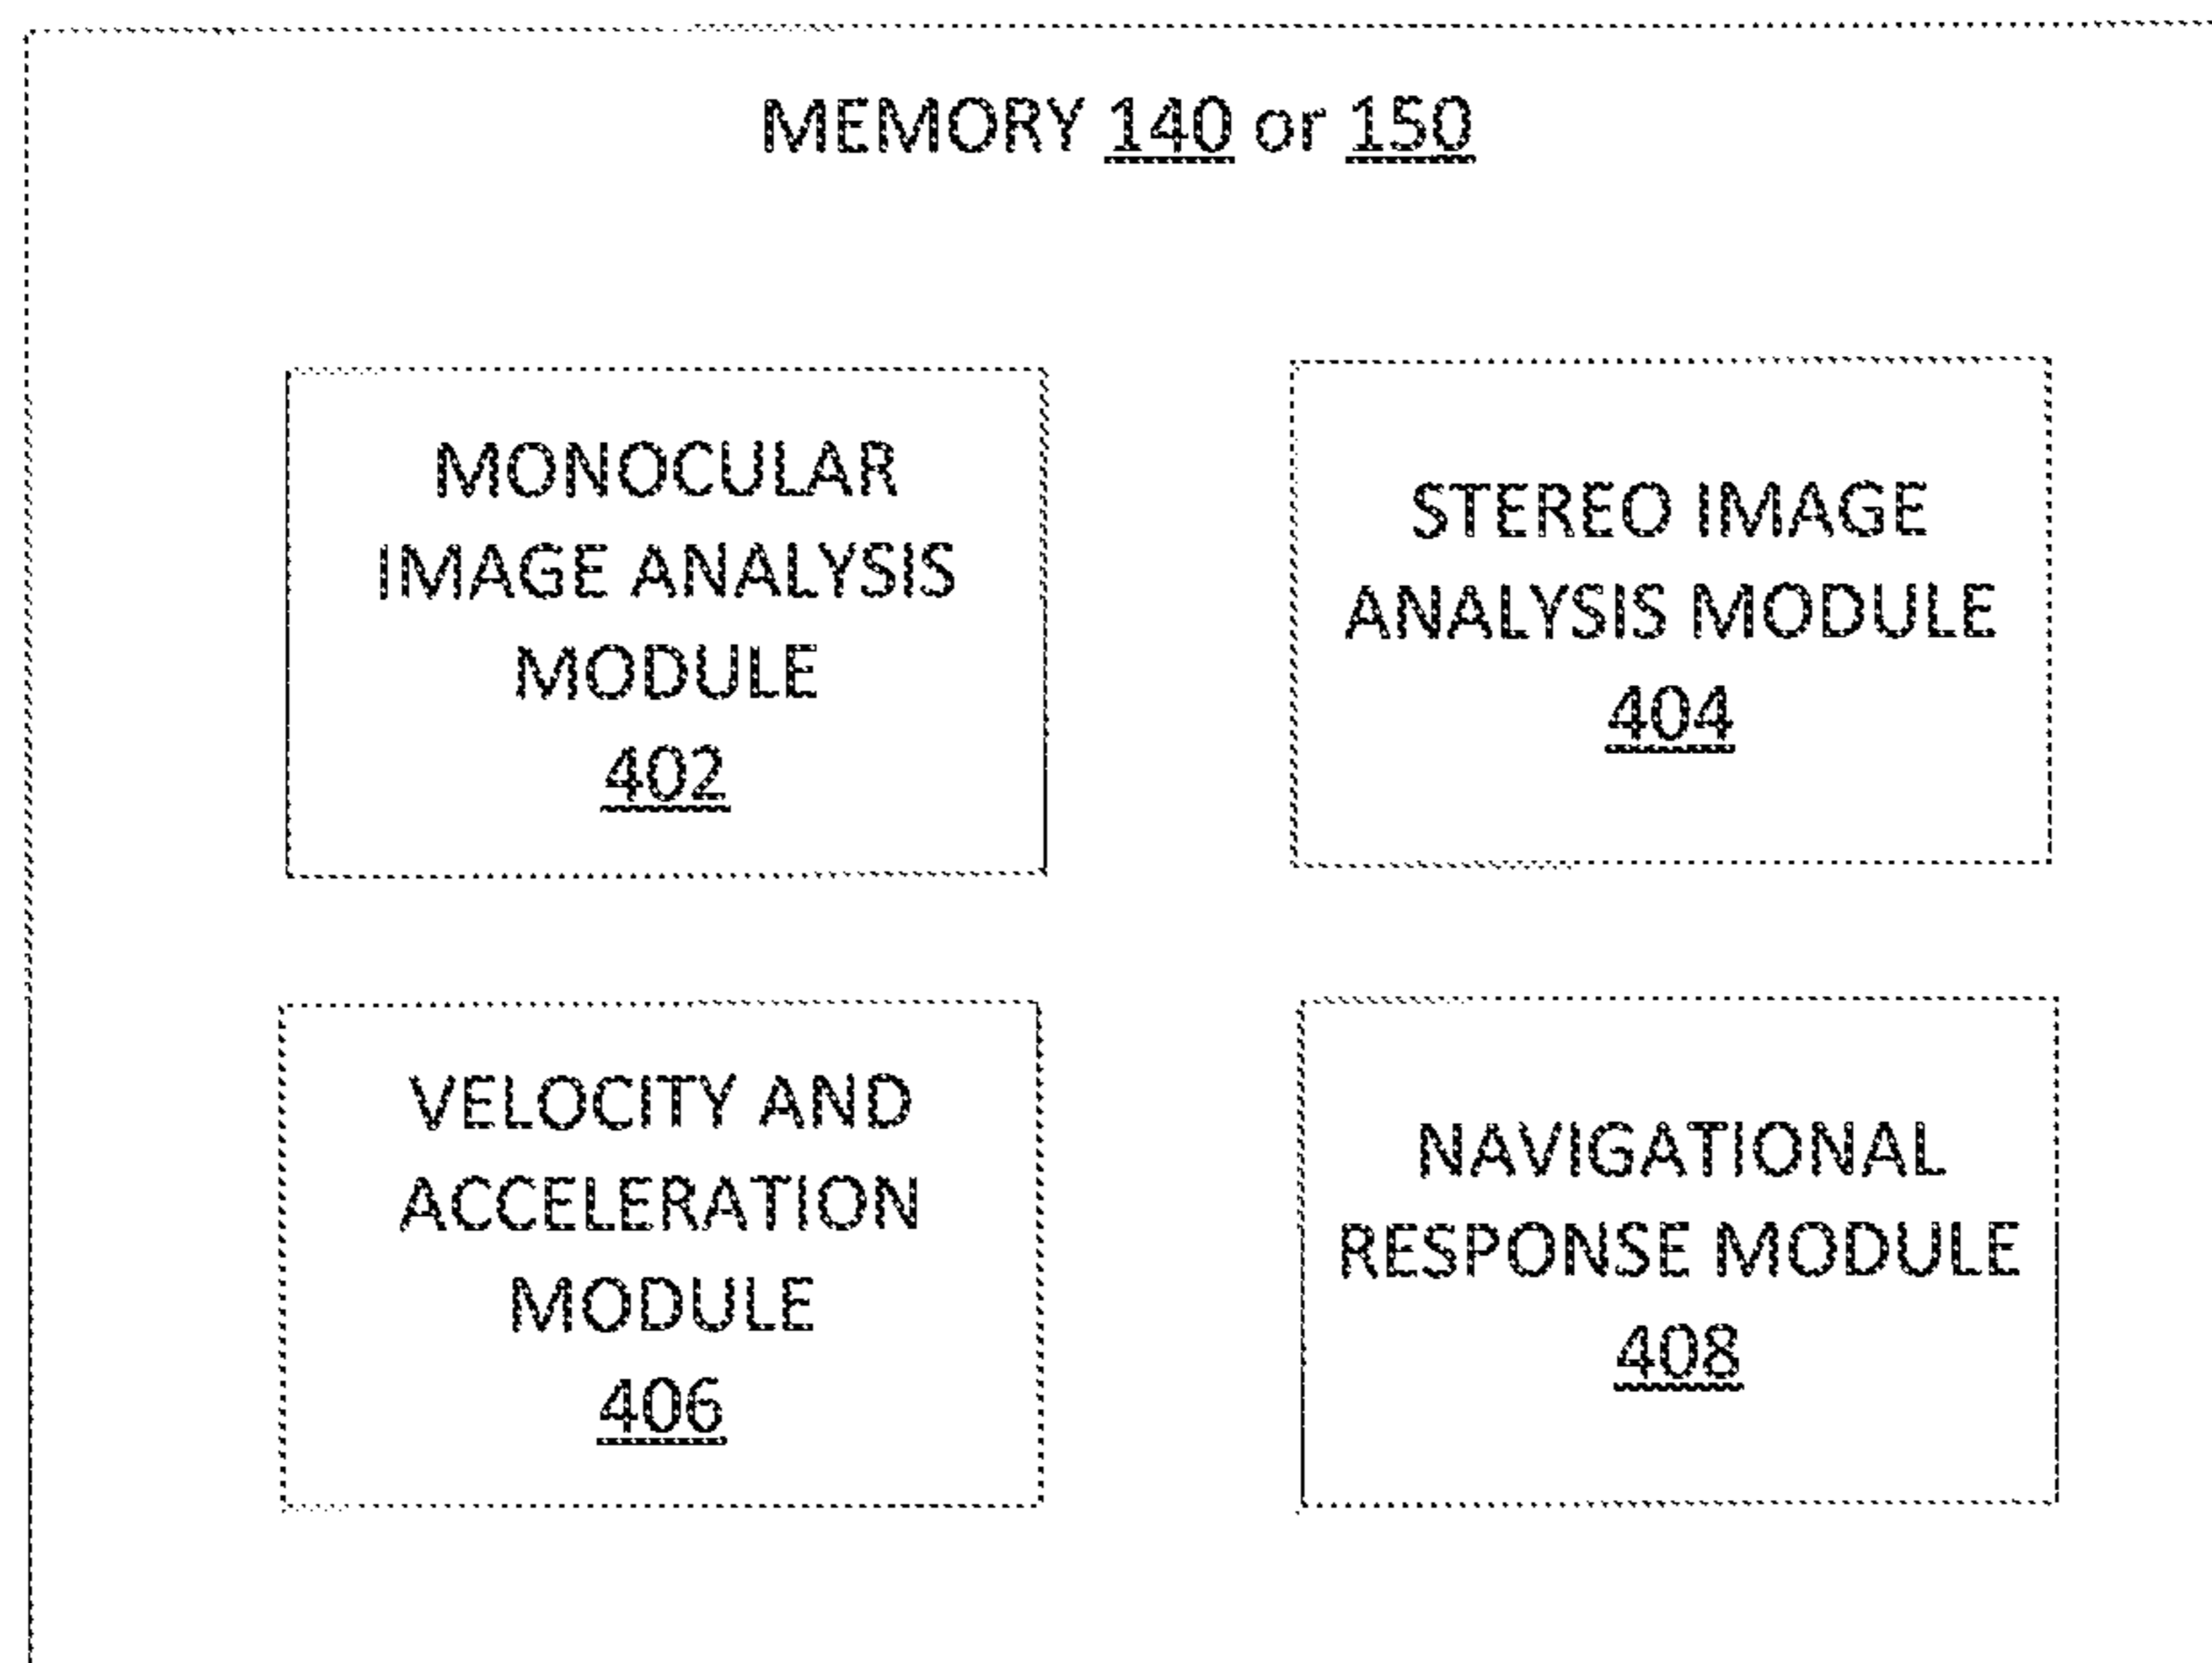 MEMORY 140 or 150
MONOCULAR
IMAGE ANALYSIS
MODULE
402
STEREO IMAGE
ANALYSIS MODULE
404
VELOCITY AND
ACCELERATION
MODULE
406
NAVIGATIONAL
RESPONSE MODULE
408